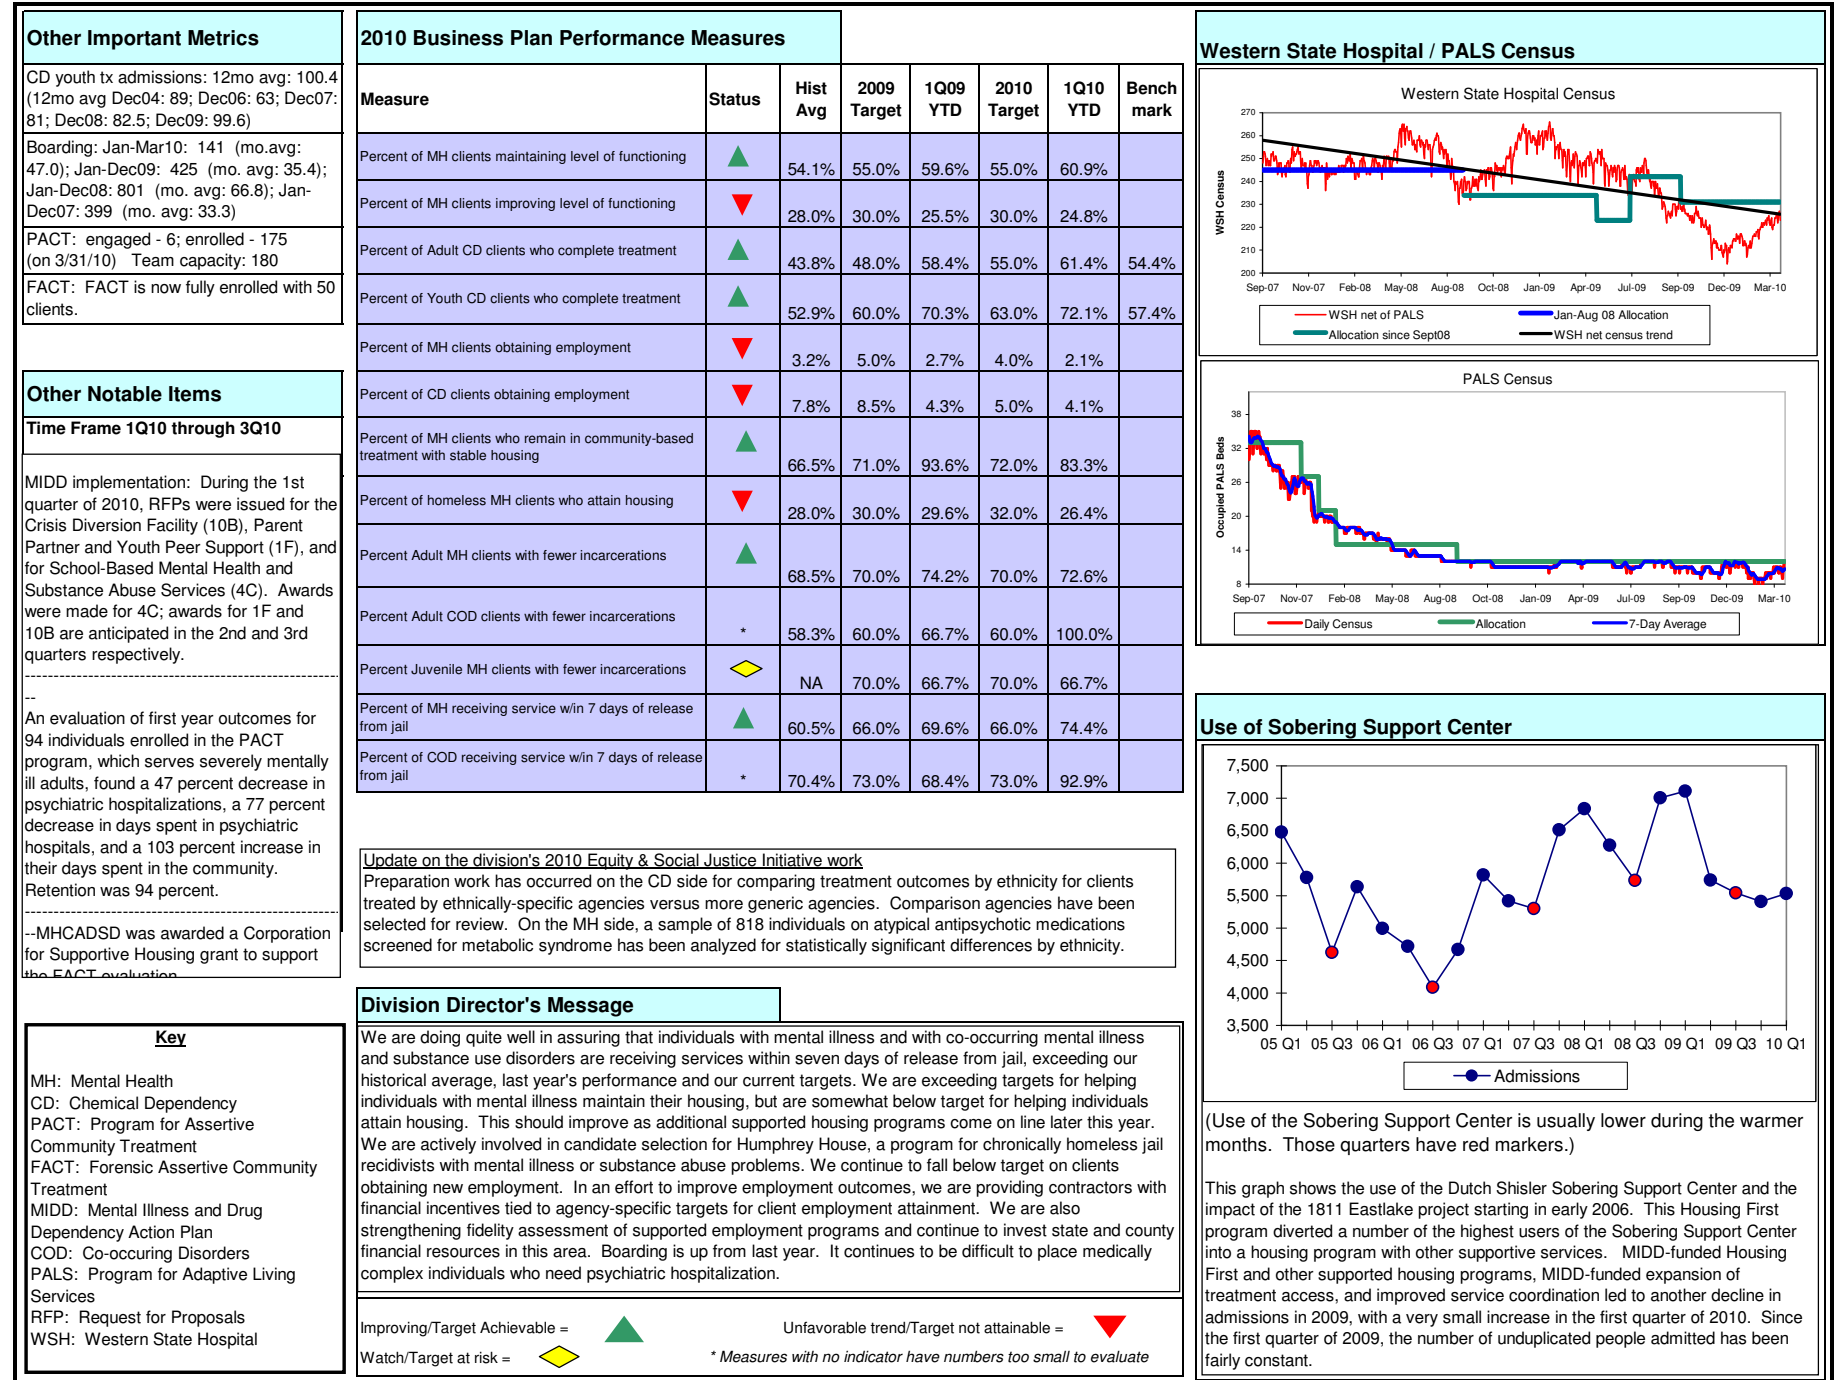 Other Important Metrics
CD youth tx admissions: 12mo avg: 100.4
(12mo avg Dec04: 89; Dec06: 63; Dec07:
81; Dec08: 82.5; Dec09: 99.6)
Boarding: Jan-Mar10:  141  (mo.avg:
47.0); Jan-Dec09:  425  (mo. avg: 35.4);
Jan-Dec08: 801  (mo. avg: 66.8); Jan-
Dec07: 399  (mo. avg: 33.3)
PACT:  engaged - 6; enrolled - 175
(on 3/31/10)   Team capacity: 180
FACT:  FACT is now fully enrolled with 50
clients.
Other Notable Items
Time Frame 1Q10 through 3Q10
MIDD implementation:  During the 1st
quarter of 2010, RFPs were issued for the
Crisis Diversion Facility (10B), Parent
Partner and Youth Peer Support (1F), and
for School-Based Mental Health and
Substance Abuse Services (4C).  Awards
were made for 4C; awards for 1F and
10B are anticipated in the 2nd and 3rd
quarters respectively.
--------------------------------------------------------
--
An evaluation of first year outcomes for
94 individuals enrolled in the PACT
program, which serves severely mentally
ill adults, found a 47 percent decrease in
psychiatric hospitalizations, a 77 percent
decrease in days spent in psychiatric
hospitals, and a 103 percent increase in
their days spent in the community.
Retention was 94 percent.
--------------------------------------------------------
--MHCADSD was awarded a Corporation
for Supportive Housing grant to support
the FACT evaluation
Key
MH:  Mental Health
CD:  Chemical Dependency
PACT:  Program for Assertive
Community Treatment
FACT:  Forensic Assertive Community
Treatment
MIDD:  Mental Illness and Drug
Dependency Action Plan
COD:  Co-occuring Disorders
PALS:  Program for Adaptive Living
Services
RFP:  Request for Proposals
WSH:  Western State Hospital
2010 Business Plan Performance Measures
Measure Status Hist Avg 2009 Target 1Q09 YTD 2010 Target 1Q10 YTD Bench mark
Percent of MH clients maintaining level of functioning 54.1% 55.0% 59.6% 55.0% 60.9%
Percent of MH clients improving level of functioning 28.0% 30.0% 25.5% 30.0% 24.8%
Percent of Adult CD clients who complete treatment 43.8% 48.0% 58.4% 55.0% 61.4% 54.4%
Percent of Youth CD clients who complete treatment 52.9% 60.0% 70.3% 63.0% 72.1% 57.4%
Percent of MH clients obtaining employment 3.2% 5.0% 2.7% 4.0% 2.1%
Percent of CD clients obtaining employment 7.8% 8.5% 4.3% 5.0% 4.1%
Percent of MH clients who remain in community-based
treatment with stable housing 66.5% 71.0% 93.6% 72.0% 83.3%
Percent of homeless MH clients who attain housing 28.0% 30.0% 29.6% 32.0% 26.4%
Percent Adult MH clients with fewer incarcerations 68.5% 70.0% 74.2% 70.0% 72.6%
Percent Adult COD clients with fewer incarcerations * 58.3% 60.0% 66.7% 60.0% 100.0%
Percent Juvenile MH clients with fewer incarcerations NA 70.0% 66.7% 70.0% 66.7%
Percent of MH receiving service w/in 7 days of release
from jail 60.5% 66.0% 69.6% 66.0% 74.4%
Percent of COD receiving service w/in 7 days of release
from jail * 70.4% 73.0% 68.4% 73.0% 92.9%
Update on the division's 2010 Equity & Social Justice Initiative work
Preparation work has occurred on the CD side for comparing treatment outcomes by ethnicity for clients
treated by ethnically-specific agencies versus more generic agencies.  Comparison agencies have been
selected for review.  On the MH side, a sample of 818 individuals on atypical antipsychotic medications
screened for metabolic syndrome has been analyzed for statistically significant differences by ethnicity.
Division Director's Message
We are doing quite well in assuring that individuals with mental illness and with co-occurring mental illness
and substance use disorders are receiving services within seven days of release from jail, exceeding our
historical average, last year's performance and our current targets. We are exceeding targets for helping
individuals with mental illness maintain their housing, but are somewhat below target for helping individuals
attain housing.  This should improve as additional supported housing programs come on line later this year.
We are actively involved in candidate selection for Humphrey House, a program for chronically homeless jail
recidivists with mental illness or substance abuse problems. We continue to fall below target on clients
obtaining new employment.  In an effort to improve employment outcomes, we are providing contractors with
financial incentives tied to agency-specific targets for client employment attainment.  We are also
strengthening fidelity assessment of supported employment programs and continue to invest state and county
financial resources in this area.  Boarding is up from last year.  It continues to be difficult to place medically
complex individuals who need psychiatric hospitalization.
Improving/Target Achievable =
Unfavorable trend/Target not attainable =
Watch/Target at risk =
* Measures with no indicator have numbers too small to evaluate
Western State Hospital / PALS Census
Western State Hospital Census
WSH Census
270
260
250
240
230
220
210
200
Sep-07 Nov-07 Feb-08 May-08 Aug-08 Oct-08 Jan-09 Apr-09 Jul-09 Sep-09 Dec-09 Mar-10
WSH net of PALS
Jan-Aug 08 Allocation
Allocation since Sept08
WSH net census trend
PALS Census
Occupied PALS Beds
38
32
26
20
14
8
Sep-07 Nov-07 Feb-08 May-08 Aug-08 Oct-08 Jan-09 Apr-09 Jul-09 Sep-09 Dec-09 Mar-10
Daily Census
Allocation
7-Day Average
Use of Sobering Support Center
7,500
7,000
6,500
6,000
5,500
5,000
4,500
4,000
3,500
05 Q1 05 Q3 06 Q1 06 Q3 07 Q1 07 Q3 08 Q1 08 Q3 09 Q1 09 Q3 10 Q1
Admissions
(Use of the Sobering Support Center is usually lower during the warmer
months.  Those quarters have red markers.)
This graph shows the use of the Dutch Shisler Sobering Support Center and the
impact of the 1811 Eastlake project starting in early 2006.  This Housing First
program diverted a number of the highest users of the Sobering Support Center
into a housing program with other supportive services.   MIDD-funded Housing
First and other supported housing programs, MIDD-funded expansion of
treatment access, and improved service coordination led to another decline in
admissions in 2009, with a very small increase in the first quarter of 2010.  Since
the first quarter of 2009, the number of unduplicated people admitted has been
fairly constant.